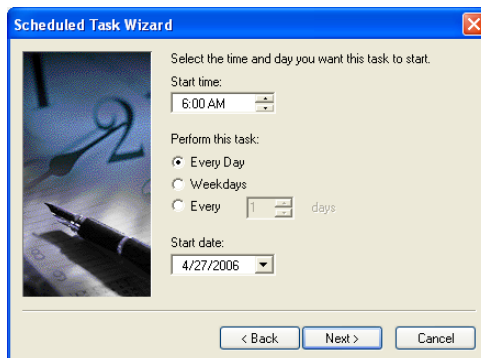 Scheduled Task Wizard
Select the time and day you want this task to start.
Start time:
6:00 AM
Perform this task:
Every Day
Weekdays
Every 1 days
Start date:
4/27/2006
< Back Next > Cancel
2